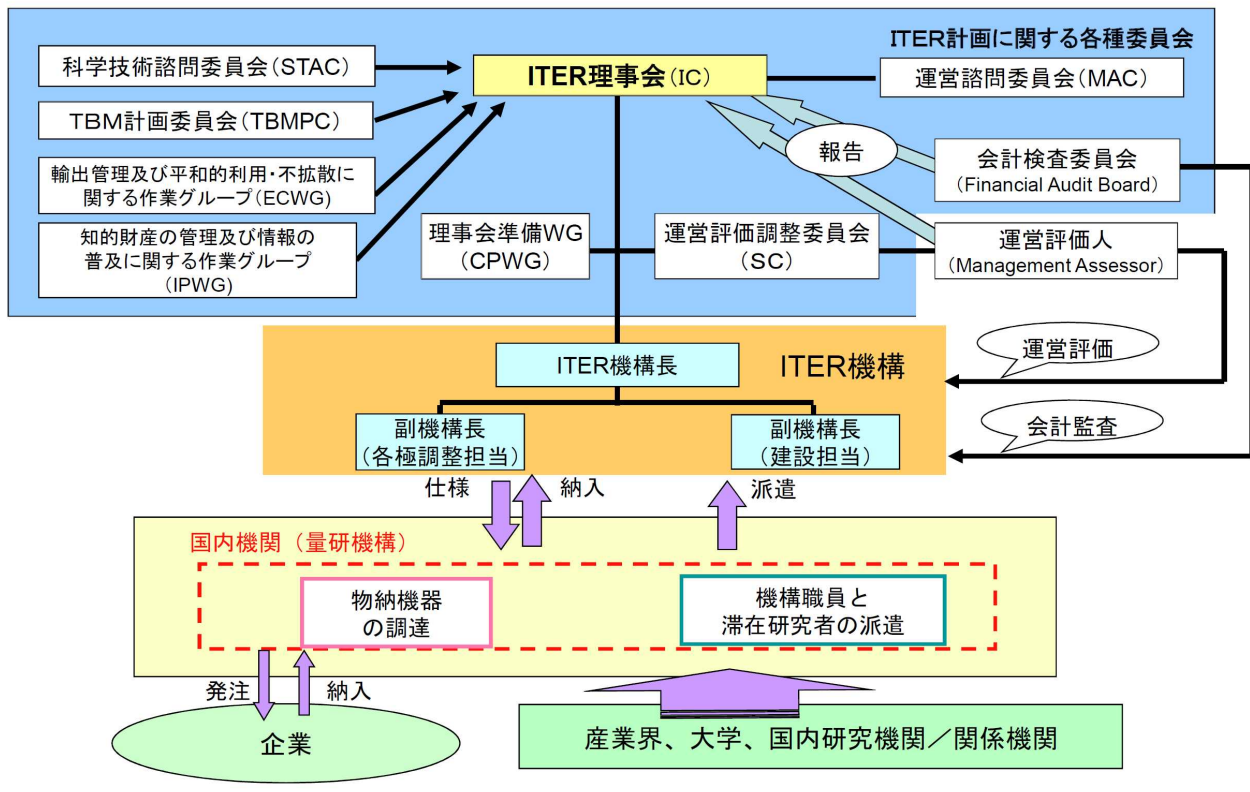 ITER計画に関する各種委員会
科学技術諮問委員会(STAC)
ITER理事会(IC)
運営諮問委員会(MAC)
TBM計画委員会(TBMPC)
報告
会計検査委員会
(Financial Audit Board)
輸出管理及び平和的利用・不拡散に
関する作業グループ(ECWG)
知的財産の管理及び情報の
普及に関する作業グループ
(IPWG)
理事会準備WG
(CPWG)
運営評価調整委員会
(SC)
運営評価人
(Management Assessor)
運営評価
ITER機構長
ITER機構
会計監査
副機構長
(各極調整担当)
副機構長
(建設担当)
仕様
納入
派遣
国内機関(量研機構)
物納機器
の調達
機構職員と
滞在研究者の派遣
発注
納入
企業
産業界、大学、国内研究機関/関係機関